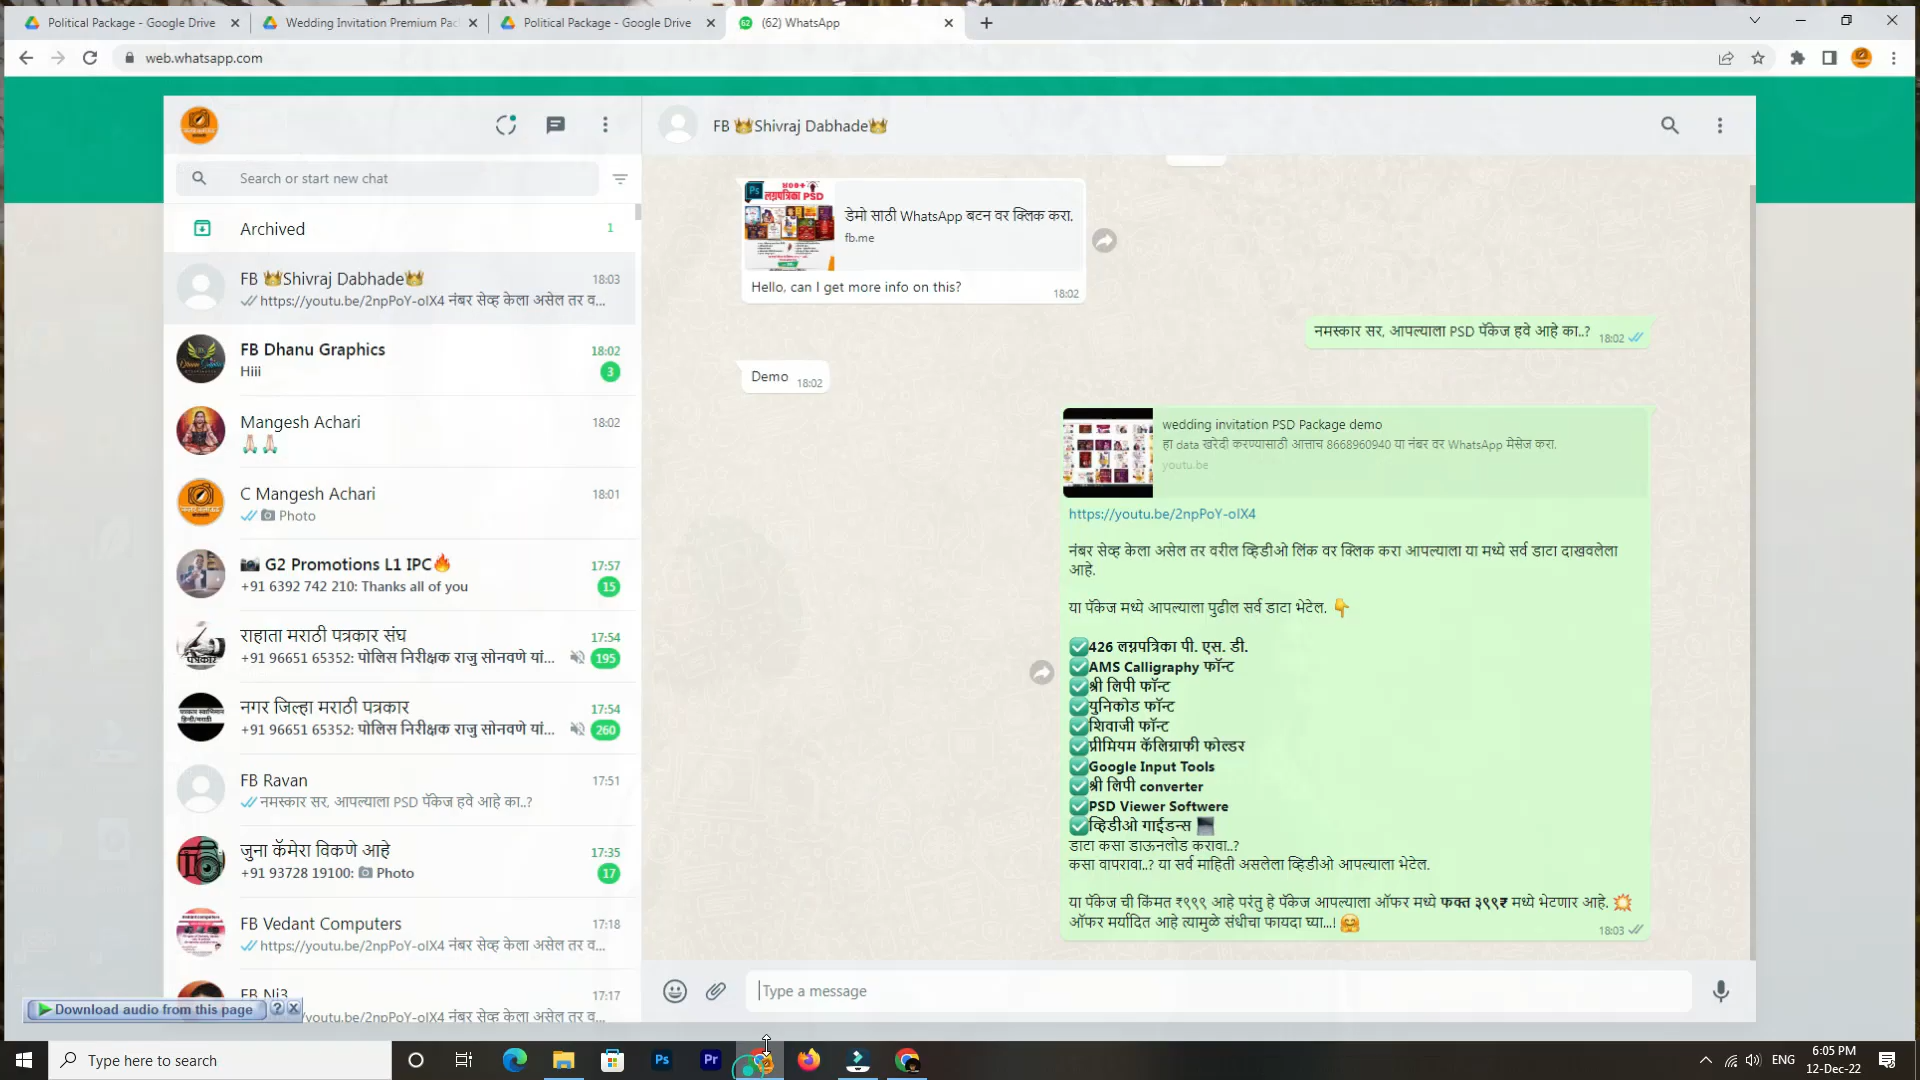 Political Package - Google Drive
Wedding Invitation Premium Pac
Political Package - Google Drive
(62) WhatsApp
web.whatsapp.com
Search or start new chat
Archived 1
FB 👑Shivraj Dabhade👑 18:03
https://youtu.be/2npPoY-oIX4 नंबर सेव्ह केला असेल तर व...
FB Dhanu Graphics 18:02
Hiii 3
Mangesh Achari 18:02
🙏🙏
C Mangesh Achari 18:01
Photo
📷 G2 Promotions L1 IPC🔥 17:57
+91 6392 742 210: Thanks all of you 15
राहाता मराठी पत्रकार संघ 17:54
+91 96651 65352: पोलिस निरीक्षक राजु सोनवणे यां... 195
नगर जिल्हा मराठी पत्रकार 17:54
+91 96651 65352: पोलिस निरीक्षक राजु सोनवणे यां... 260
FB Ravan 17:51
नमस्कार सर, आपल्याला PSD पॅकेज हवे आहे का..?
जुना कॅमेरा विकणे आहे 17:35
+91 93728 19100: Photo 17
FB Vedant Computers 17:18
https://youtu.be/2npPoY-oIX4 नंबर सेव्ह केला असेल तर व...
FB Ni3 17:17
/youtu.be/2npPoY-oIX4 नंबर सेव्ह केला असेल तर व...
Download audio from this page ?
FB 👑Shivraj Dabhade👑
लग्नपत्रिका PSD
डेमो साठी WhatsApp बटन वर क्लिक करा.
fb.me
Hello, can I get more info on this? 18:02
नमस्कार सर, आपल्याला PSD पॅकेज हवे आहे का..? 18:02
Demo 18:02
wedding invitation PSD Package demo
हा data खरेदी करण्यासाठी आत्ताच 8668960940 या नंबर वर WhatsApp मेसेज करा.
youtu.be
https://youtu.be/2npPoY-oIX4
नंबर सेव्ह केला असेल तर वरील व्हिडीओ लिंक वर क्लिक करा आपल्याला या मध्ये सर्व डाटा दाखवलेला
आहे.
या पॅकेज मध्ये आपल्याला पुढील सर्व डाटा भेटेल. 👇
✅426 लग्नपत्रिका पी. एस. डी.
✅AMS Calligraphy फॉन्ट
✅श्री लिपी फॉन्ट
✅युनिकोड फॉन्ट
✅शिवाजी फॉन्ट
✅प्रीमियम कॅलिग्राफी फोल्डर
✅Google Input Tools
✅श्री लिपी converter
✅PSD Viewer Softwere
✅व्हिडीओ गाईडन्स 💻
डाटा कसा डाऊनलोड करावा..?
कसा वापरावा..? या सर्व माहिती असलेला व्हिडीओ आपल्याला भेटेल.
या पॅकेज ची किंमत ₹९९९ आहे परंतु हे पॅकेज आपल्याला ऑफर मध्ये फक्त ३९९₹ मध्ये भेटणार आहे. 💥
ऑफर मर्यादित आहे त्यामुळे संधीचा फायदा घ्या...! 🤗 18:03
Type a message
Type here to search
Ps
Pr
ENG
6:05 PM
12-Dec-22